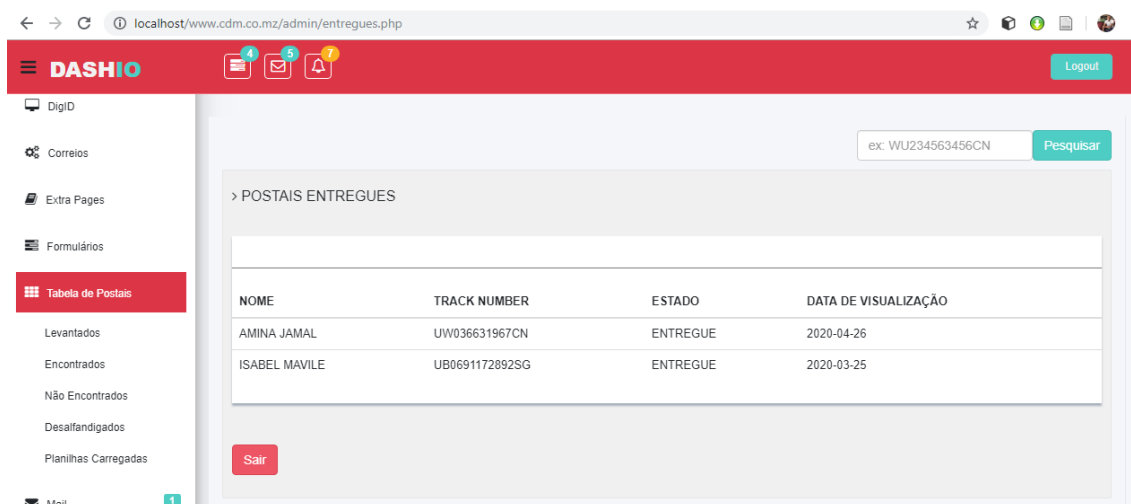 localhost/www.cdm.co.mz/admin/entregues.php
DASHIO
4
5
7
Logout
DigID
Correios
Extra Pages
Formulários
Tabela de Postais
Levantados
Encontrados
Não Encontrados
Desalfandigados
Planilhas Carregadas
Mail 1
ex: WU234563456CN Pesquisar
> POSTAIS ENTREGUES
NOME TRACK NUMBER ESTADO DATA DE VISUALIZAÇÃO
AMINA JAMAL UW036631967CN ENTREGUE 2020-04-26
ISABEL MAVILE UB0691172892SG ENTREGUE 2020-03-25
Sair